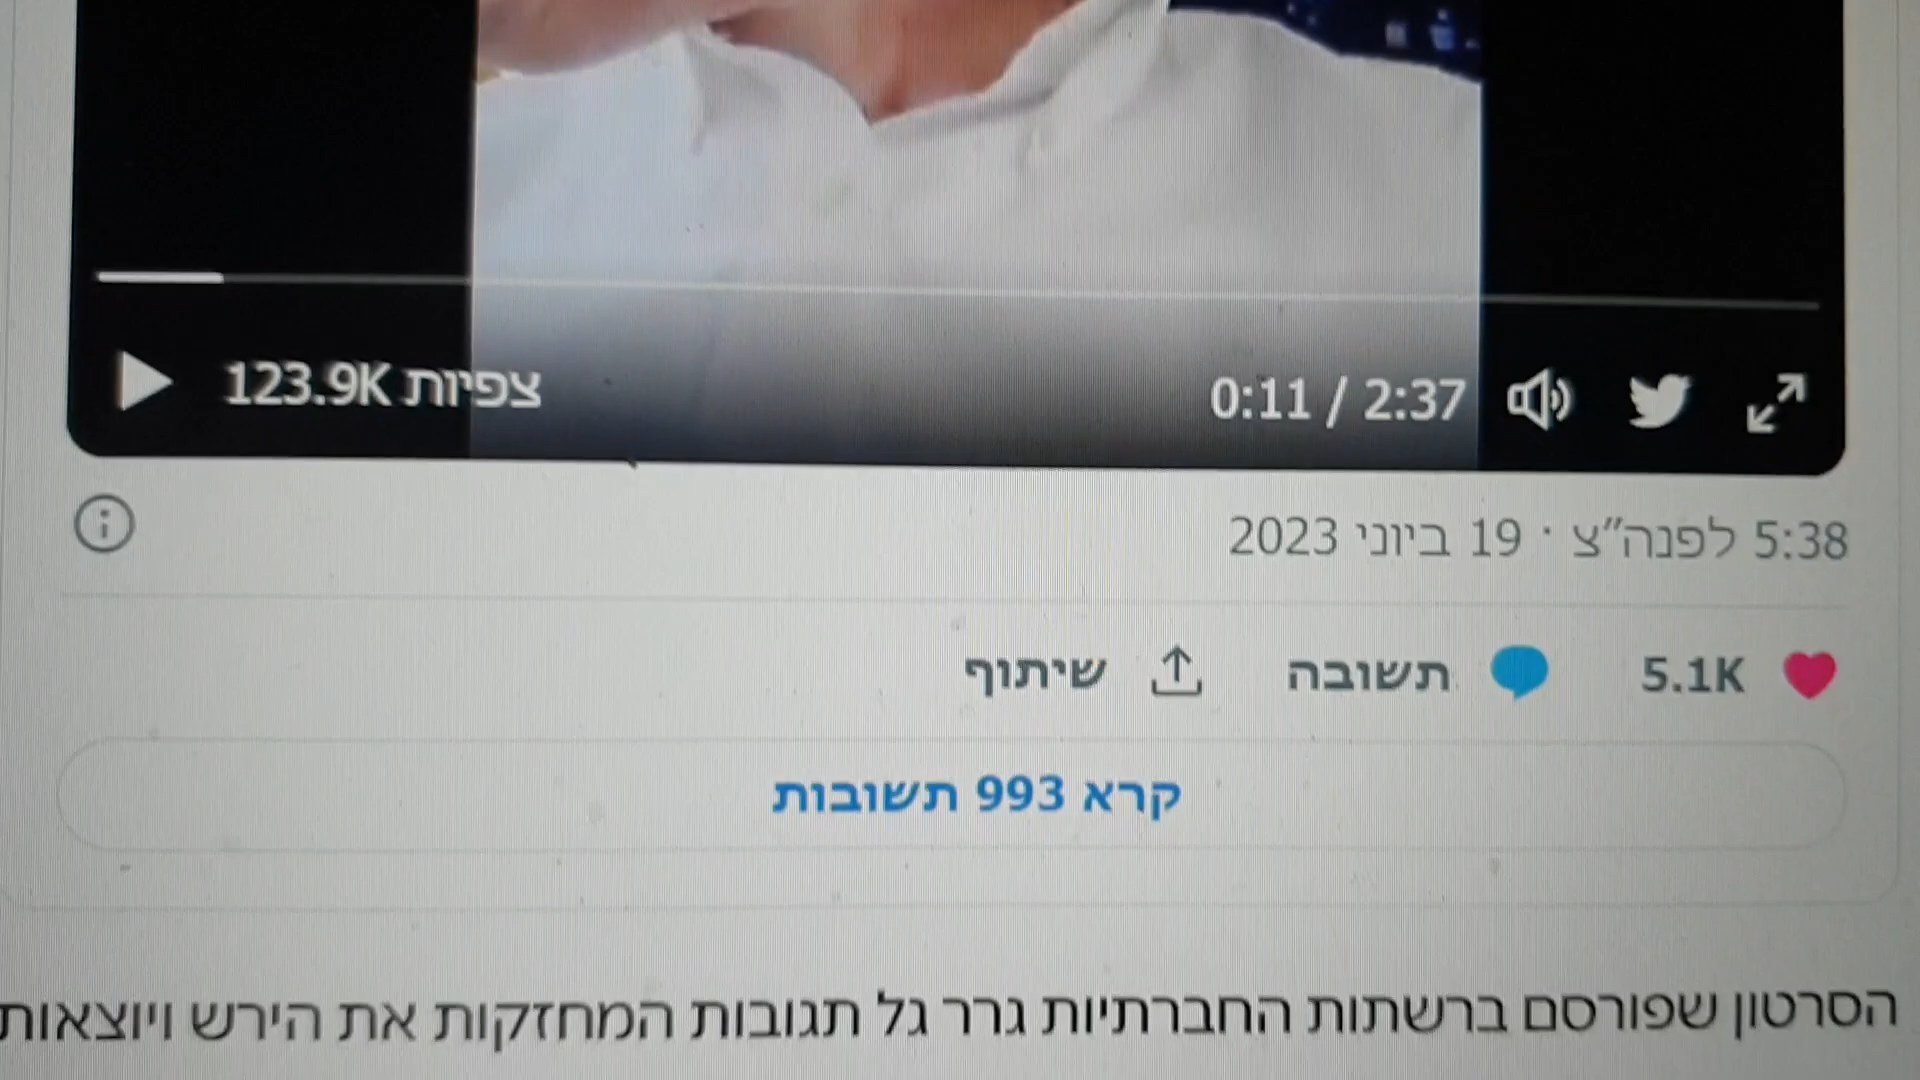 123.9K צפיות
0:11 / 2:37
5:38 לפנה״צ · 19 ביוני 2023
5.1K תשובה שיתוף
קרא 993 תשובות
הסרטון שפורסם ברשתות החברתיות גרר גל תגובות המחזקות את הירש ויוצאות